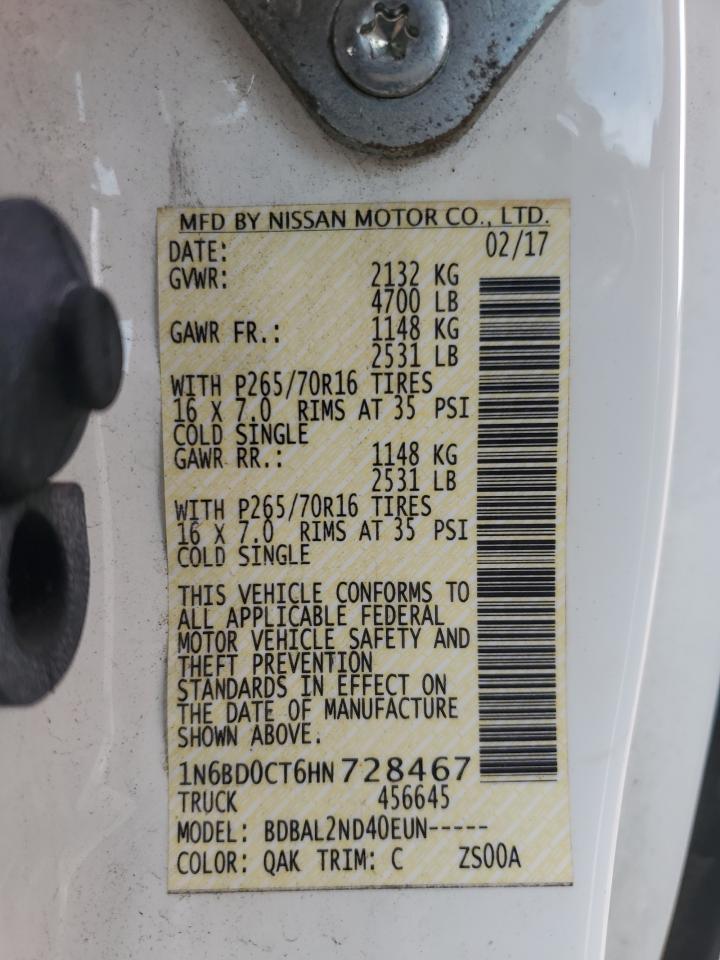 MFD BY NISSAN MOTOR CO., LTD.
DATE: 02/17
GVWR: 2132 KG
4700 LB
GAWR FR.: 1148 KG
2531 LB
WITH P265/70R16 TIRES
16 X 7.0 RIMS AT 35 PSI
COLD SINGLE
GAWR RR.: 1148 KG
2531 LB
WITH P265/70R16 TIRES
16 X 7.0 RIMS AT 35 PSI
COLD SINGLE
THIS VEHICLE CONFORMS TO
ALL APPLICABLE FEDERAL
MOTOR VEHICLE SAFETY AND
THEFT PREVENTION
STANDARDS IN EFFECT ON
THE DATE OF MANUFACTURE
SHOWN ABOVE.
1N6BD0CT6HN728467
TRUCK 456645
MODEL: BDBAL2ND40EUN-----
COLOR: QAK TRIM: C ZS00A